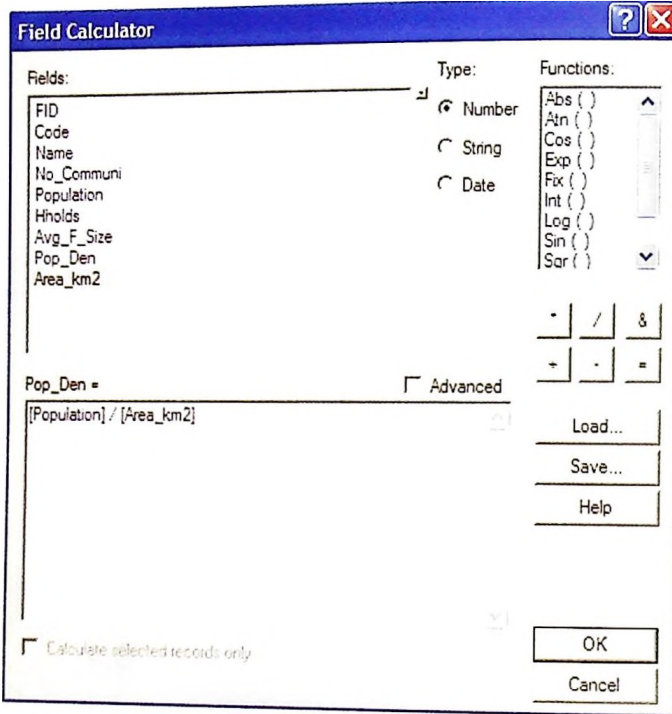 Field Calculator
Fields:
FID
Code
Name
No_Communi
Population
Hholds
Avg_F_Size
Pop_Den
Area_km2
Type:
Number
String
Date
Functions:
Abs ( )
Atn ( )
Cos ( )
Exp ( )
Fix ( )
Int ( )
Log ( )
Sin ( )
Sqr ( )
* / &
+ - =
Pop_Den =
Advanced
[Population] / [Area_km2]
Load...
Save...
Help
Calculate selected records only
OK
Cancel